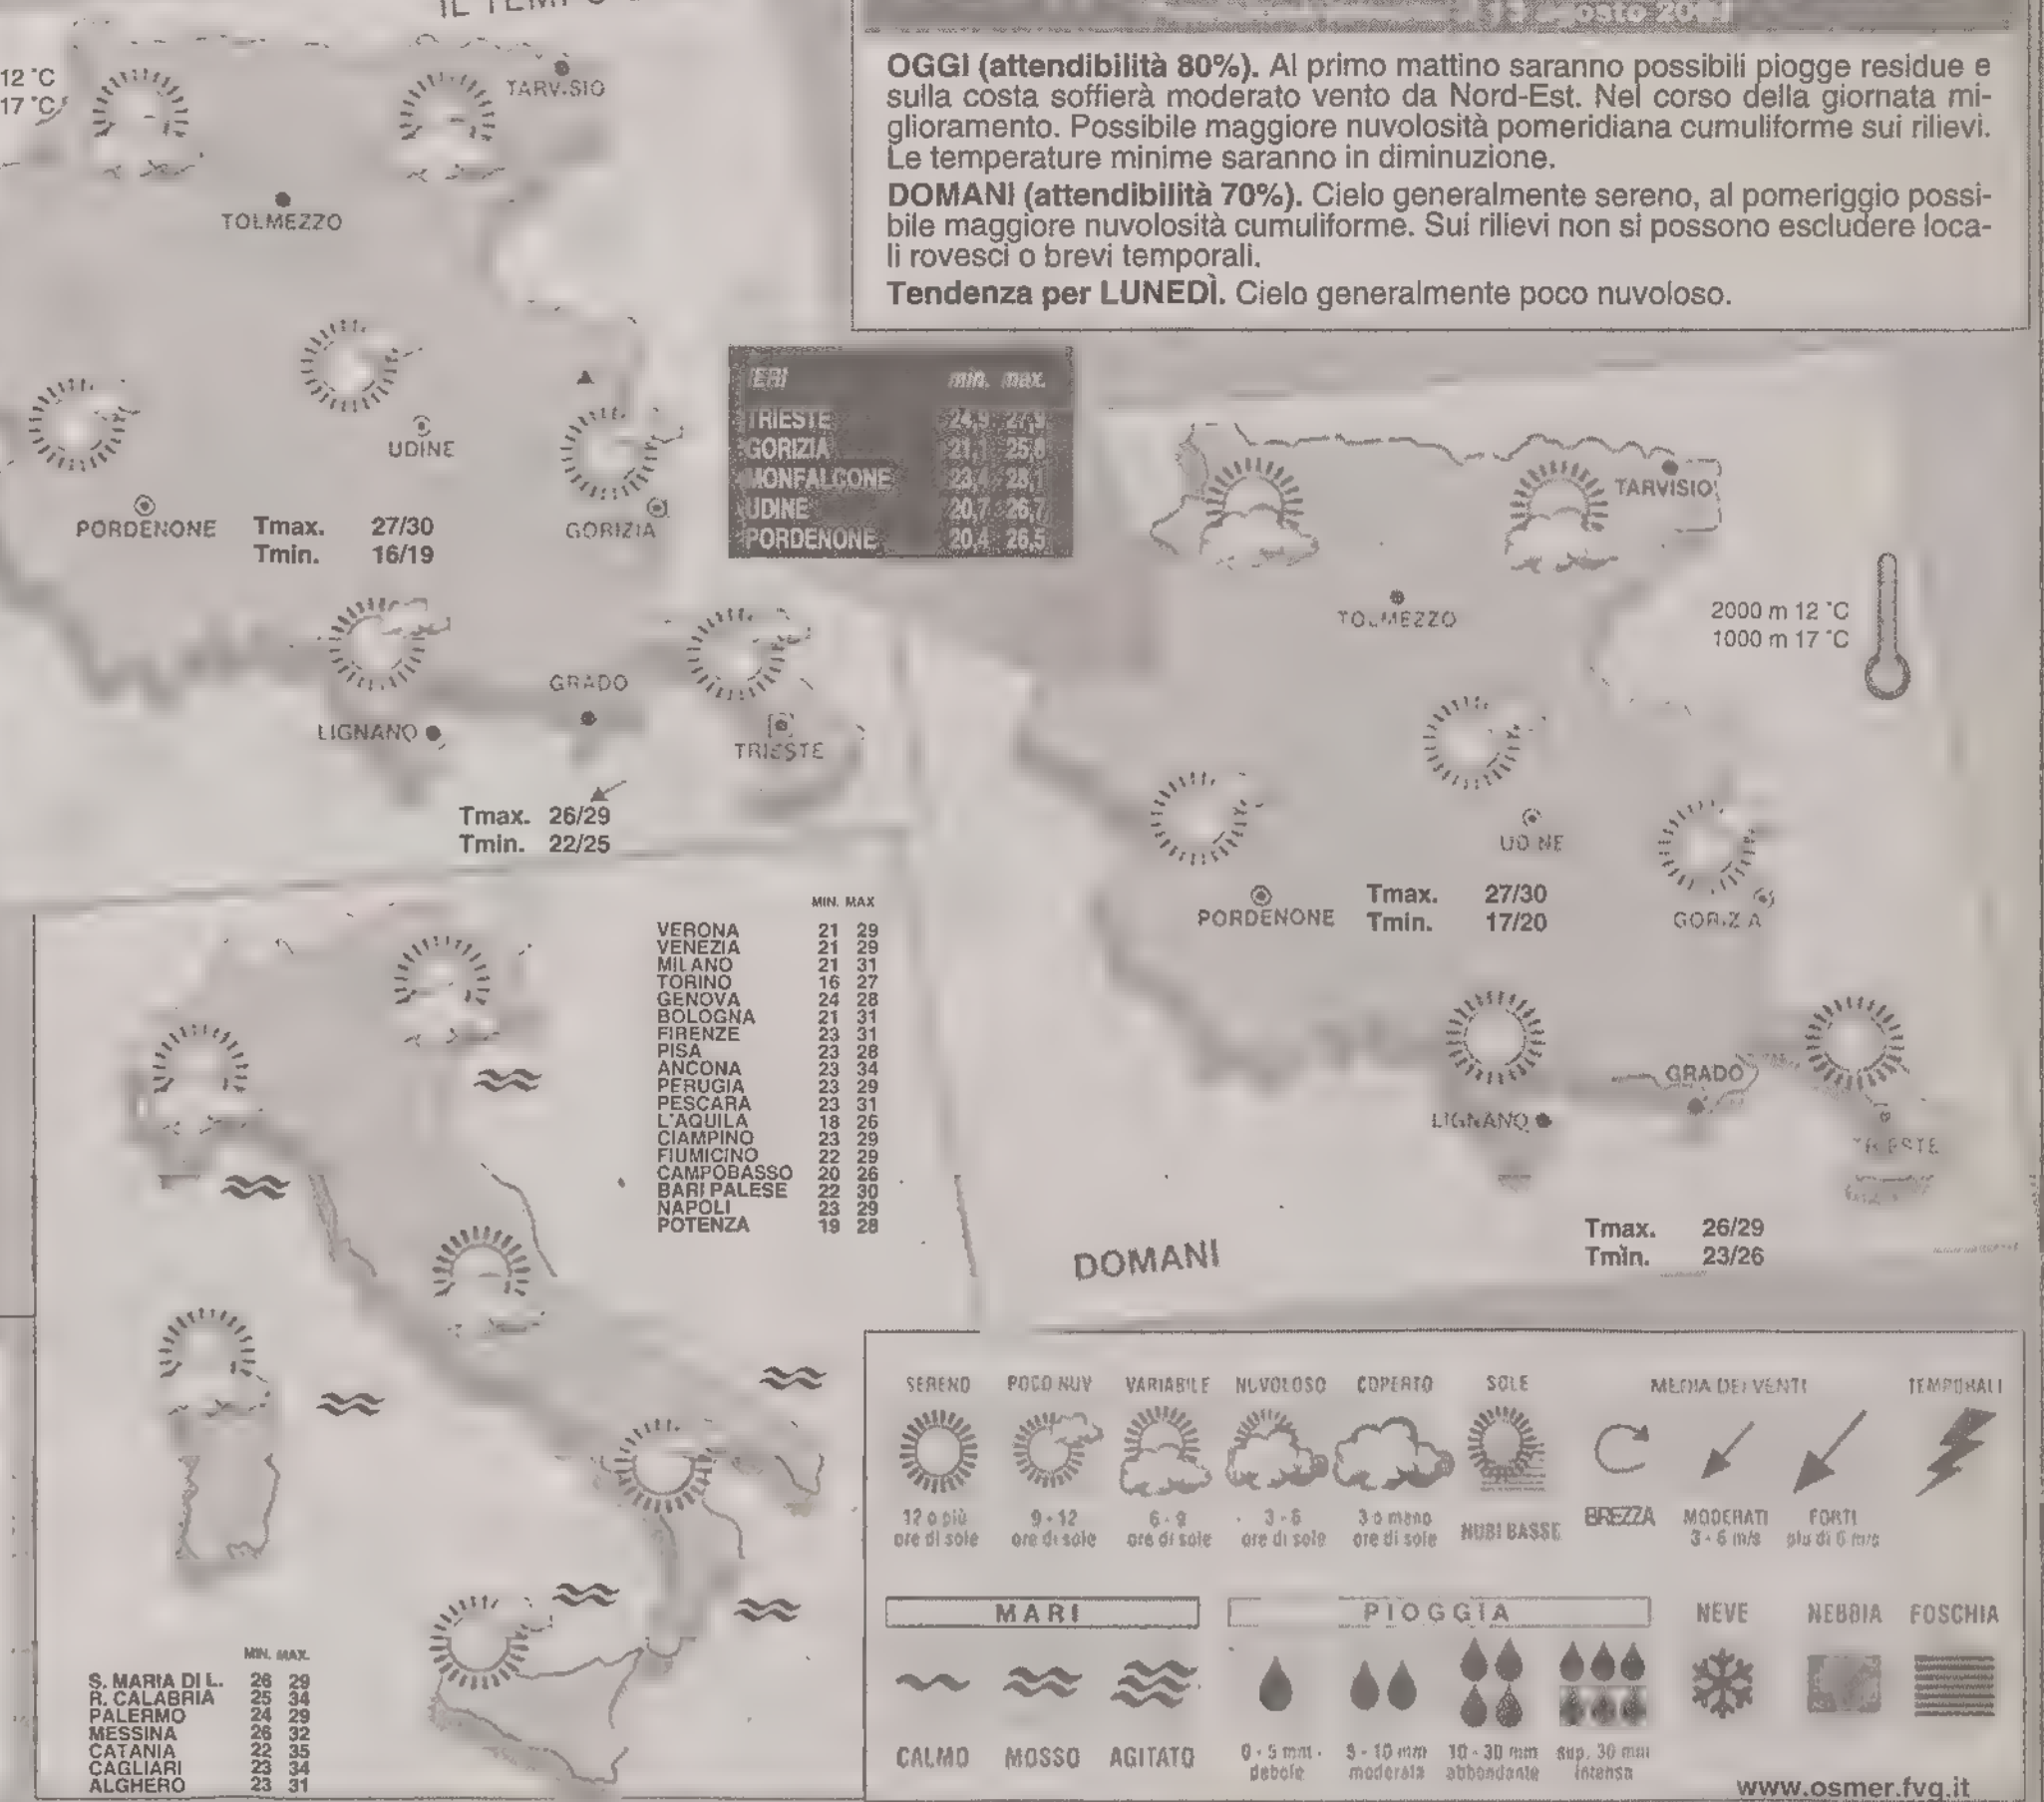 IL TEMPO
agosto
OGGI (attendibilità 80%). Al primo mattino saranno possibili piogge residue e
sulla costa soffierà moderato vento da Nord-Est. Nel corso della giornata mi-
glioramento. Possibile maggiore nuvolosità pomeridiana cumuliforme sui rilievi.
Le temperature minime saranno in diminuzione.
DOMANI (attendibilità 70%). Cielo generalmente sereno, al pomeriggio possi-
bile maggiore nuvolosità cumuliforme. Sui rilievi non si possono escludere loca-
li rovesci o brevi temporali.
Tendenza per LUNEDÌ. Cielo generalmente poco nuvoloso.
12 °C
17 °C
TARVISIO
TOLMEZZO
UDINE
PORDENONE
GORIZIA
Tmax. 27/30
Tmin. 16/19
GRADO
LIGNANO
TRIESTE
Tmax. 26/29
Tmin. 22/25
IERI min. max.
TRIESTE 24,9 27,9
GORIZIA 21,1 25,8
MONFALCONE 23,4 28,1
UDINE 20,7 26,7
PORDENONE 20,4 26,5
TARVISIO
TOLMEZZO
2000 m 12 °C
1000 m 17 °C
UDINE
PORDENONE
GORIZIA
Tmax. 27/30
Tmin. 17/20
GRADO
LIGNANO
TRIESTE
Tmax. 26/29
Tmin. 23/26
DOMANI
MIN. MAX
VERONA 21 29
VENEZIA 21 29
MILANO 21 31
TORINO 16 27
GENOVA 24 28
BOLOGNA 21 31
FIRENZE 23 31
PISA 23 28
ANCONA 23 34
PERUGIA 23 29
PESCARA 23 31
L'AQUILA 18 26
CIAMPINO 23 29
FIUMICINO 22 29
CAMPOBASSO 20 26
BARI PALESE 22 30
NAPOLI 23 29
POTENZA 19 28
MIN. MAX.
S. MARIA DI L. 26 29
R. CALABRIA 25 34
PALERMO 24 29
MESSINA 26 32
CATANIA 22 35
CAGLIARI 23 34
ALGHERO 23 31
SERENO POCO NUV VARIABILE NUVOLOSO COPERTO SOLE MEDIA DEI VENTI TEMPORALI
12 o più 9 - 12 6 - 9 3 - 6 3 o meno NUBI BASSE BREZZA MODERATI FORTI
ore di sole ore di sole ore di sole ore di sole ore di sole 3 - 6 m/s più di 6 m/s
MARI PIOGGIA NEVE NEBBIA FOSCHIA
CALMO MOSSO AGITATO 0 - 5 mm 5 - 10 mm 10 - 30 mm sup. 30 mm
debole moderata abbondante intensa
www.osmer.fvg.it